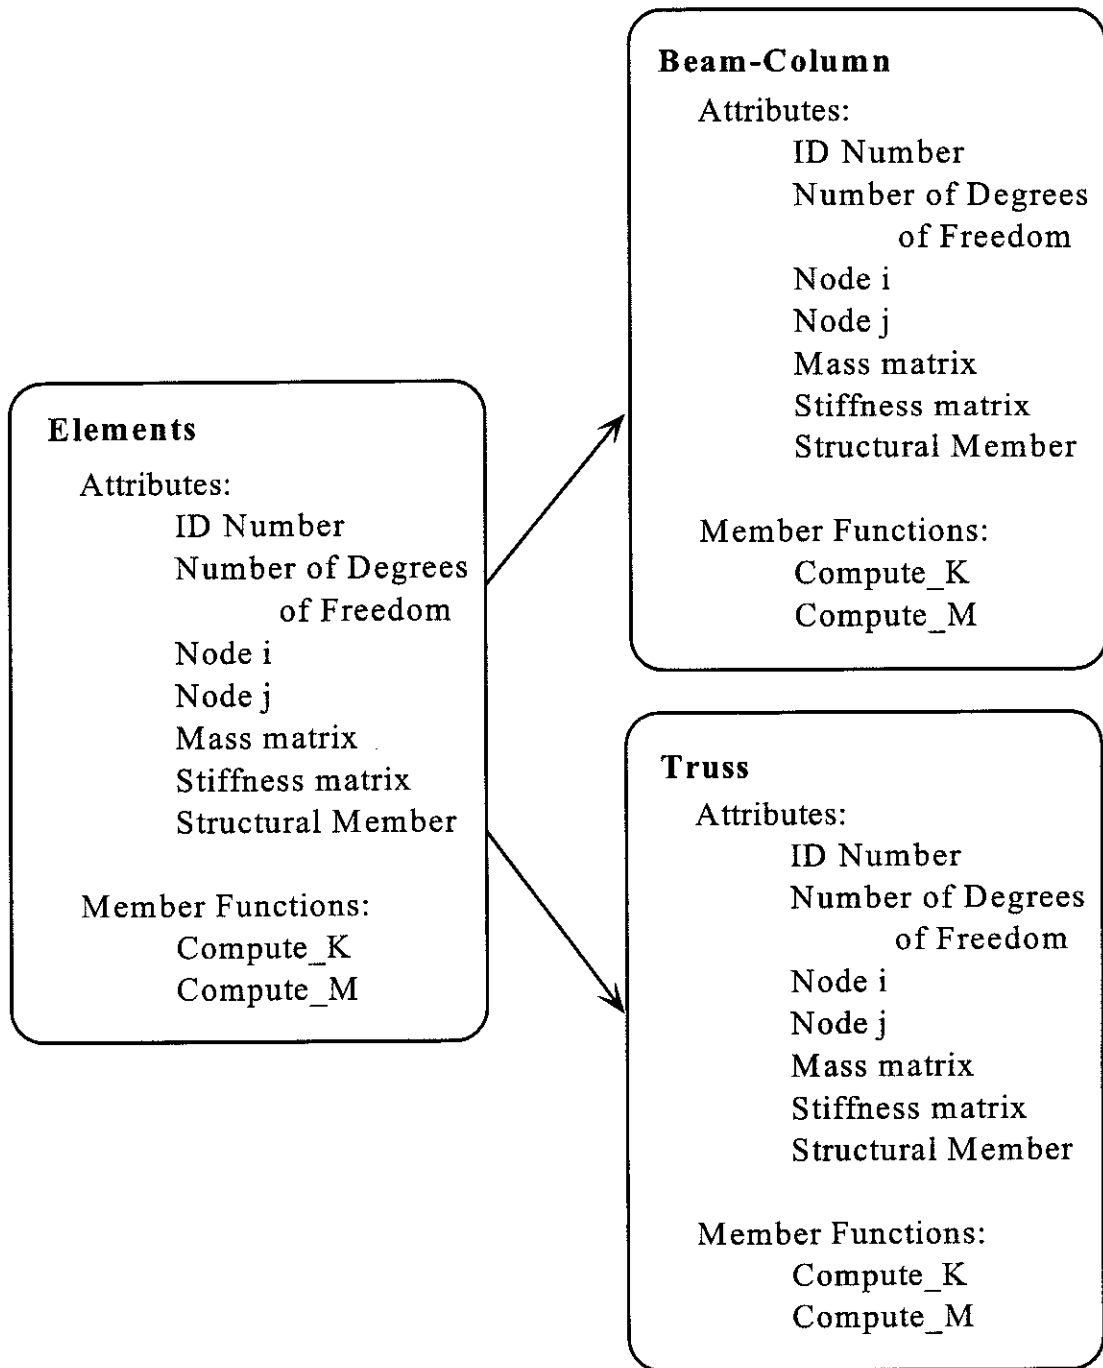 Beam-Column
Attributes:
ID Number
Number of Degrees
of Freedom
Node i
Node j
Mass matrix
Stiffness matrix
Structural Member
Member Functions:
Compute_K
Compute_M
Elements
Attributes:
ID Number
Number of Degrees
of Freedom
Node i
Node j
Mass matrix
Stiffness matrix
Structural Member
Member Functions:
Compute_K
Compute_M
Truss
Attributes:
ID Number
Number of Degrees
of Freedom
Node i
Node j
Mass matrix
Stiffness matrix
Structural Member
Member Functions:
Compute_K
Compute_M